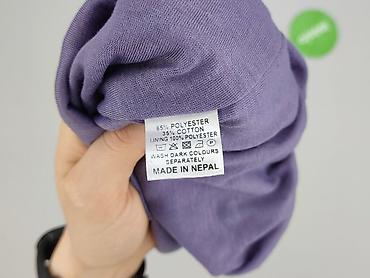 65% POLYESTER
35% COTTON
LINING 100% POLYESTER
WASH DARK COLOURS
SEPARATELY
MADE IN NEPAL